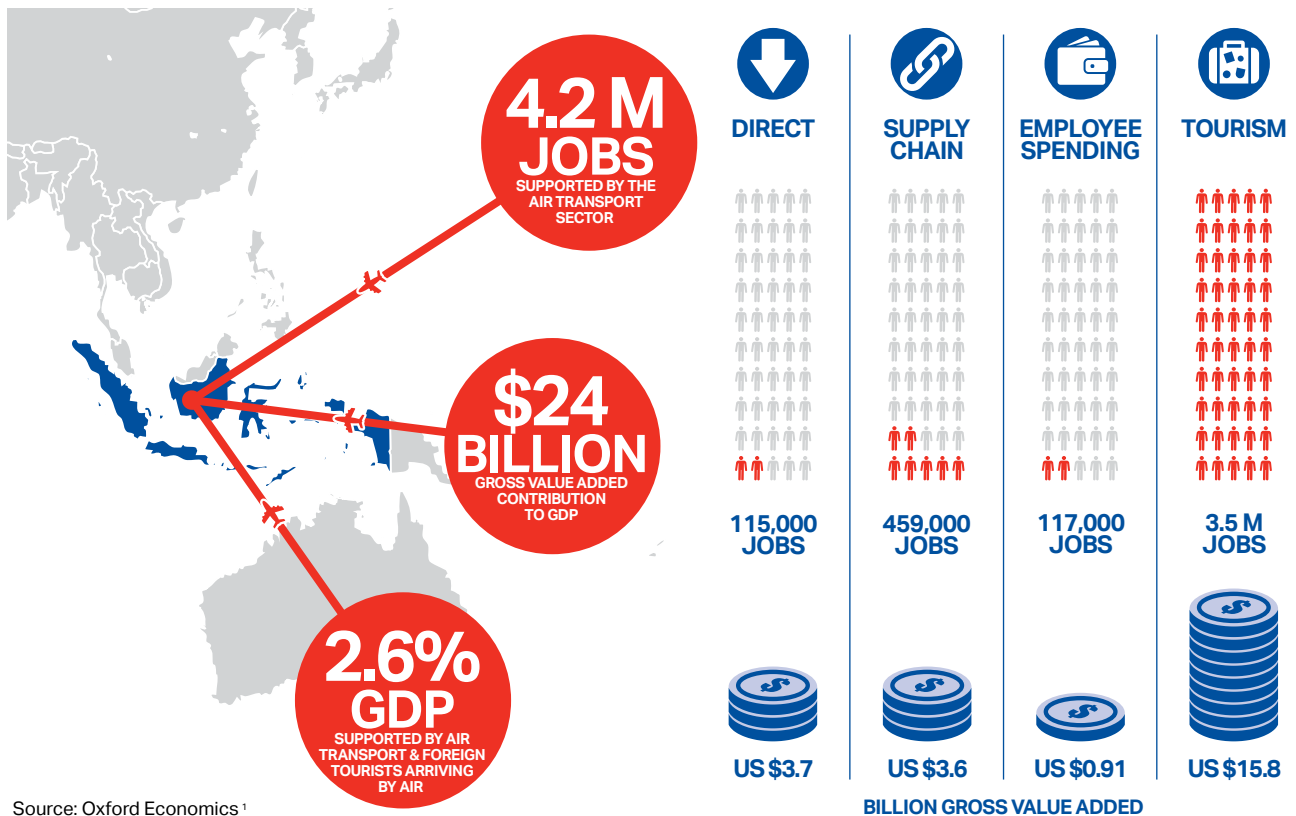 4.2 M
JOBS
SUPPORTED BY THE
AIR TRANSPORT
SECTOR
$24
BILLION
GROSS VALUE ADDED
CONTRIBUTION
TO GDP
2.6%
GDP
SUPPORTED BY AIR
TRANSPORT & FOREIGN
TOURISTS ARRIVING
BY AIR
Source: Oxford Economics ¹
DIRECT
115,000
JOBS
US $3.7
SUPPLY
CHAIN
459,000
JOBS
US $3.6
EMPLOYEE
SPENDING
117,000
JOBS
US $0.91
TOURISM
3.5 M
JOBS
US $15.8
BILLION GROSS VALUE ADDED